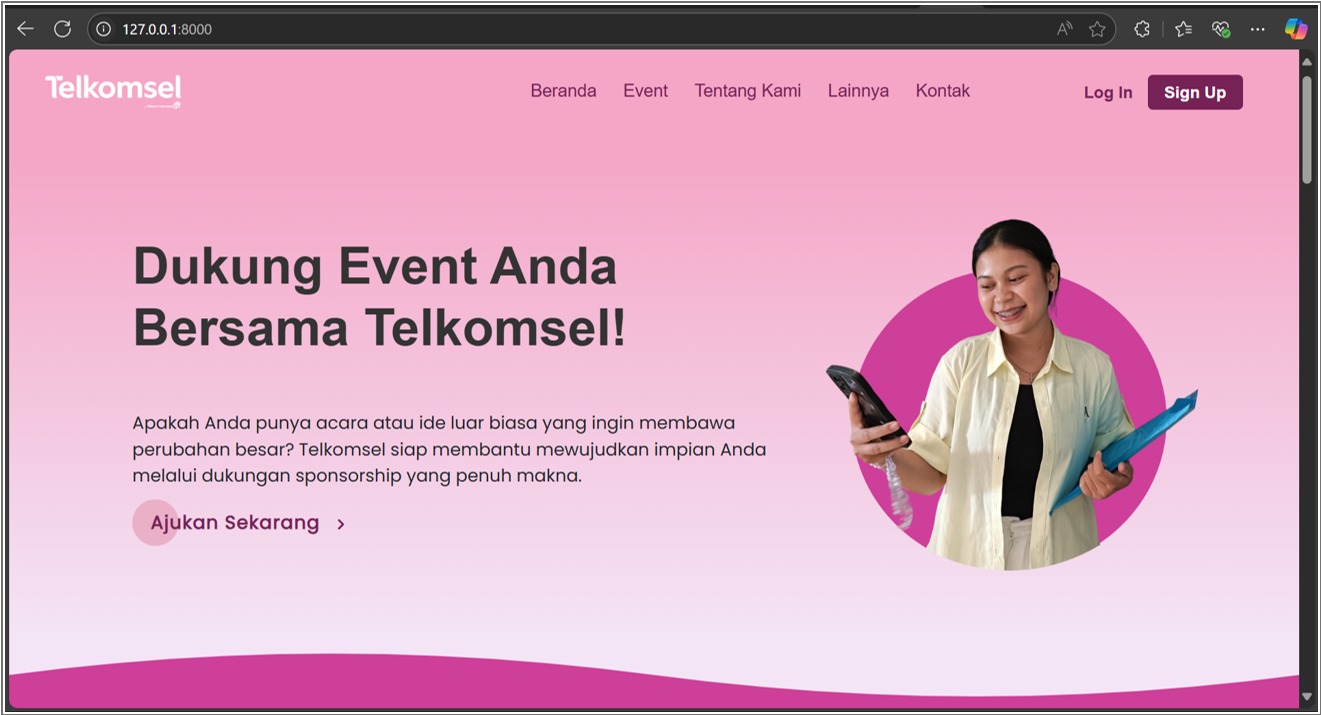 127.0.0.1:8000
Telkomsel
Beranda Event Tentang Kami Lainnya Kontak Log In Sign Up
Dukung Event Anda
Bersama Telkomsel!
Apakah Anda punya acara atau ide luar biasa yang ingin membawa
perubahan besar? Telkomsel siap membantu mewujudkan impian Anda
melalui dukungan sponsorship yang penuh makna.
Ajukan Sekarang >